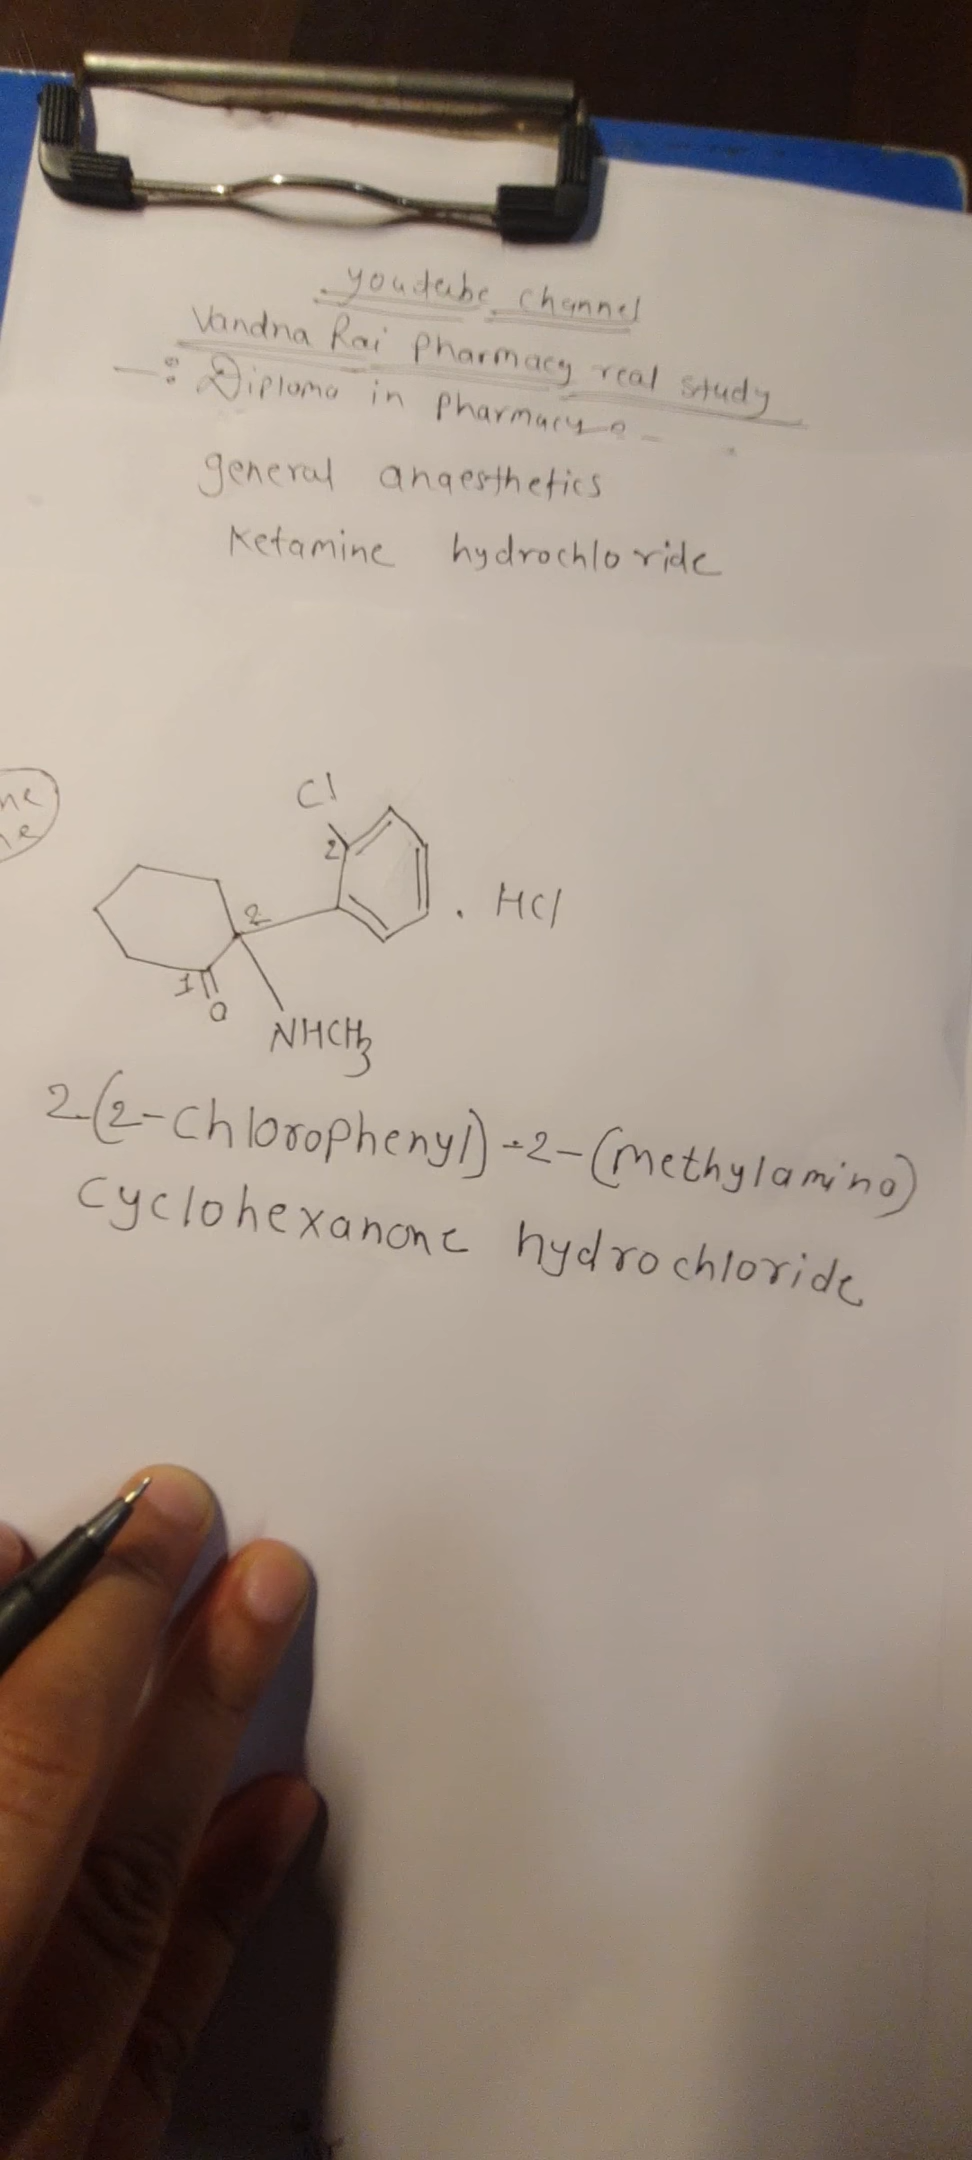 youtube channel
Vandna Rai Pharmacy real study
—: Diploma in pharmacy :-
general anaesthetics
Ketamine hydrochloride
Cl
2
2
. HCl
1
O
NHCH3
2-(2-Chlorophenyl)-2-(methylamino)
Cyclohexanone hydrochloride